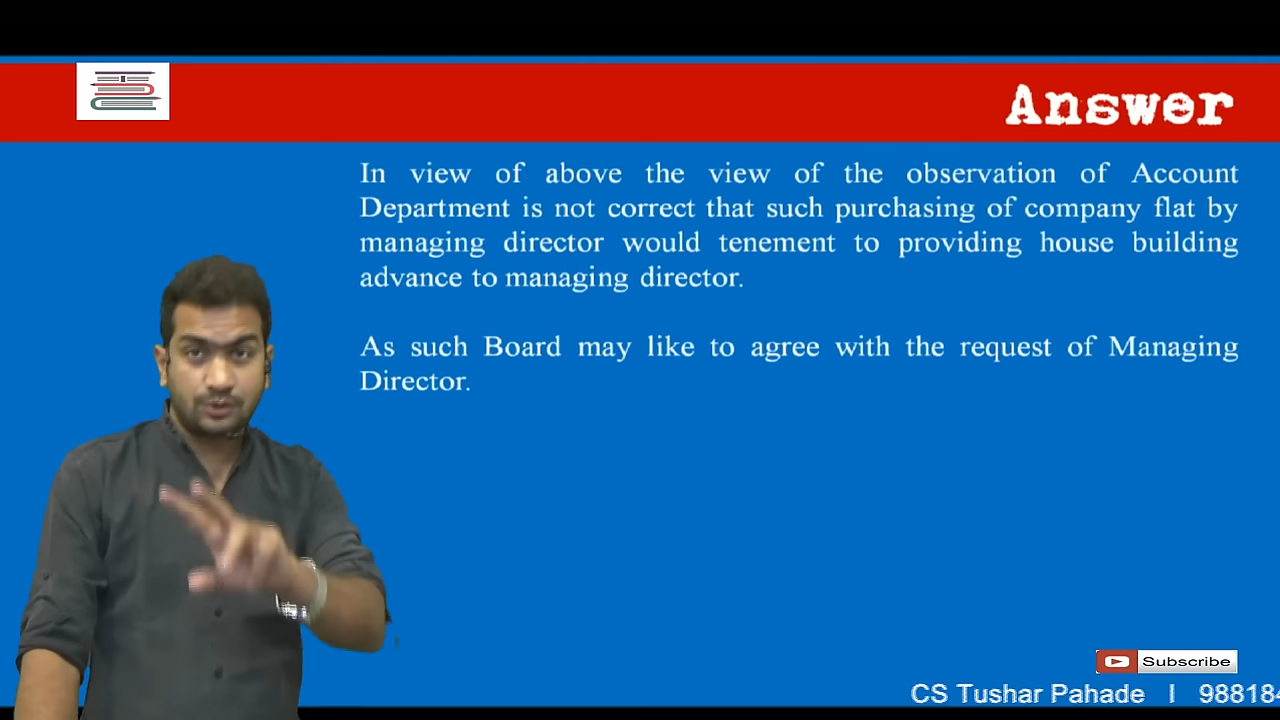 Answer
In view of above the view of the observation of Account
Department is not correct that such purchasing of company flat by
managing director would tenement to providing house building
advance to managing director.
As such Board may like to agree with the request of Managing
Director.
Subscribe
CS Tushar Pahade I 988184